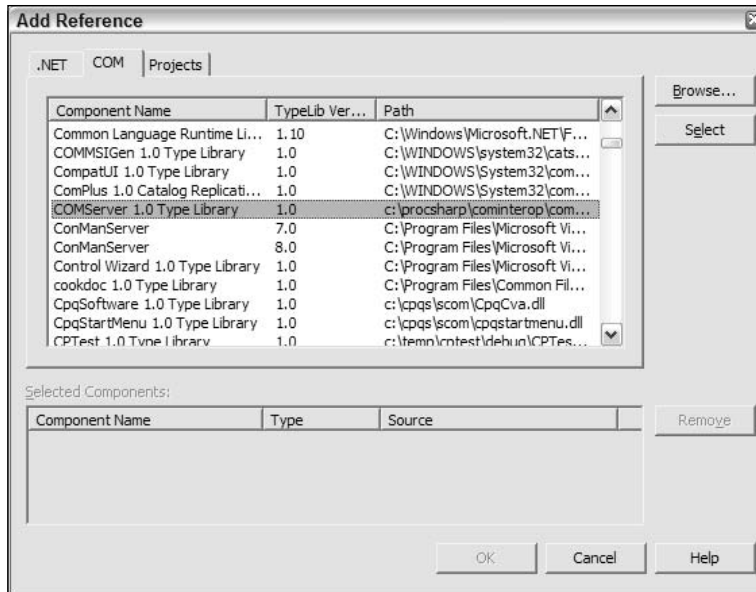 Add Reference
.NET COM Projects
Browse...
Select
Component Name TypeLib Ver... Path
Common Language Runtime Li... 1.10 C:\Windows\Microsoft.NET\F...
COMMSIGen 1.0 Type Library 1.0 C:\WINDOWS\system32\cats...
CompatUI 1.0 Type Library 1.0 C:\WINDOWS\System32\com...
ComPlus 1.0 Catalog Replicati... 1.0 C:\WINDOWS\System32\com...
COMServer 1.0 Type Library 1.0 c:\procsharp\cominterop\com...
ConManServer 7.0 C:\Program Files\Microsoft Vi...
ConManServer 8.0 C:\Program Files\Microsoft Vi...
Control Wizard 1.0 Type Library 1.0 C:\Program Files\Microsoft Vi...
cookdoc 1.0 Type Library 1.0 C:\Program Files\Common Fil...
CpqSoftware 1.0 Type Library 1.0 c:\cpqs\scom\CpqCva.dll
CpqStartMenu 1.0 Type Library 1.0 c:\cpqs\scom\cpqstartmenu.dll
CPTest 1.0 Type Library 1.0 c:\temp\cptest\debug\CPTes...
Selected Components:
Component Name Type Source
Remove
OK Cancel Help